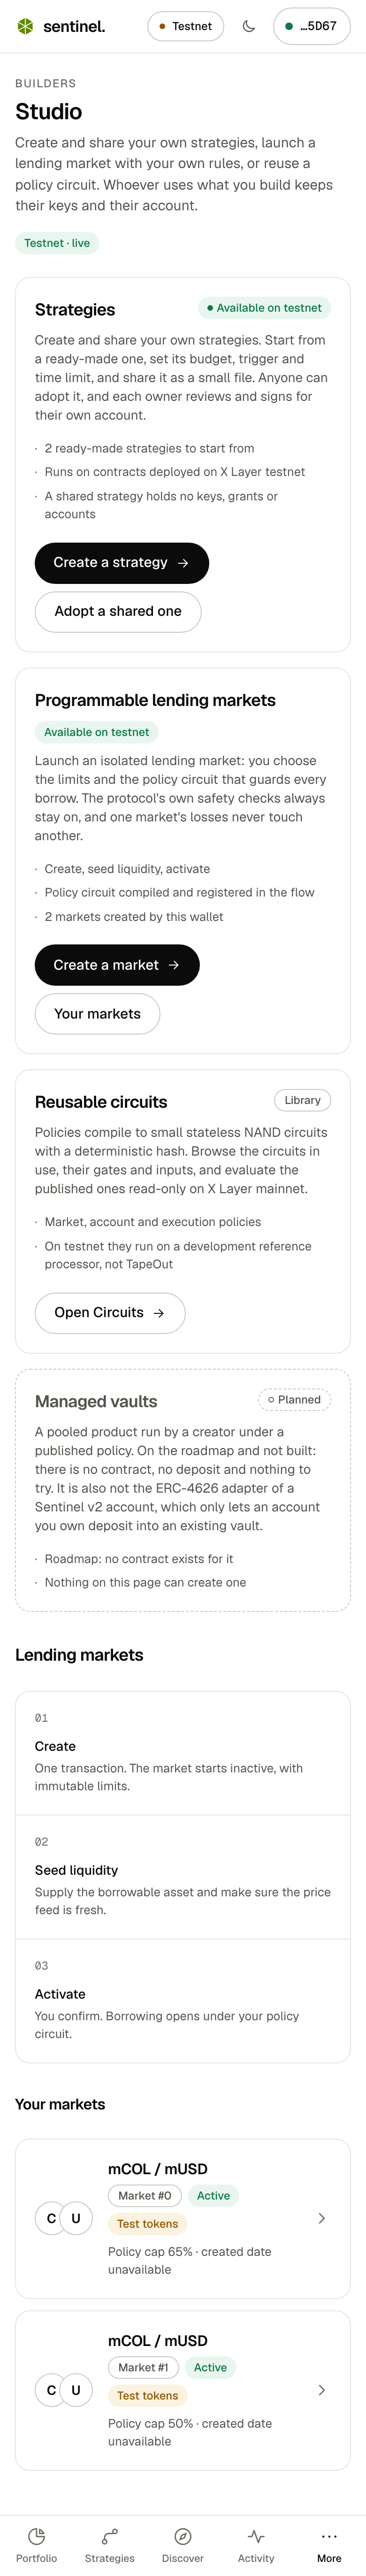 sentinel.
Testnet
…5D67
BUILDERS
Studio
Create and share your own strategies, launch a
lending market with your own rules, or reuse a
policy circuit. Whoever uses what you build keeps
their keys and their account.
Testnet · live
Strategies
Available on testnet
Create and share your own strategies. Start from
a ready-made one, set its budget, trigger and
time limit, and share it as a small file. Anyone can
adopt it, and each owner reviews and signs for
their own account.
· 2 ready-made strategies to start from
· Runs on contracts deployed on X Layer testnet
· A shared strategy holds no keys, grants or
accounts
Create a strategy →
Adopt a shared one
Programmable lending markets
Available on testnet
Launch an isolated lending market: you choose
the limits and the policy circuit that guards every
borrow. The protocol's own safety checks always
stay on, and one market's losses never touch
another.
· Create, seed liquidity, activate
· Policy circuit compiled and registered in the flow
· 2 markets created by this wallet
Create a market →
Your markets
Reusable circuits
Library
Policies compile to small stateless NAND circuits
with a deterministic hash. Browse the circuits in
use, their gates and inputs, and evaluate the
published ones read-only on X Layer mainnet.
· Market, account and execution policies
· On testnet they run on a development reference
processor, not TapeOut
Open Circuits →
Managed vaults
Planned
A pooled product run by a creator under a
published policy. On the roadmap and not built:
there is no contract, no deposit and nothing to
try. It is also not the ERC-4626 adapter of a
Sentinel v2 account, which only lets an account
you own deposit into an existing vault.
· Roadmap: no contract exists for it
· Nothing on this page can create one
Lending markets
01
Create
One transaction. The market starts inactive, with
immutable limits.
02
Seed liquidity
Supply the borrowable asset and make sure the price
feed is fresh.
03
Activate
You confirm. Borrowing opens under your policy
circuit.
Your markets
C U
mCOL / mUSD
Market #0 Active
Test tokens
Policy cap 65% · created date
unavailable
C U
mCOL / mUSD
Market #1 Active
Test tokens
Policy cap 50% · created date
unavailable
Portfolio Strategies Discover Activity More